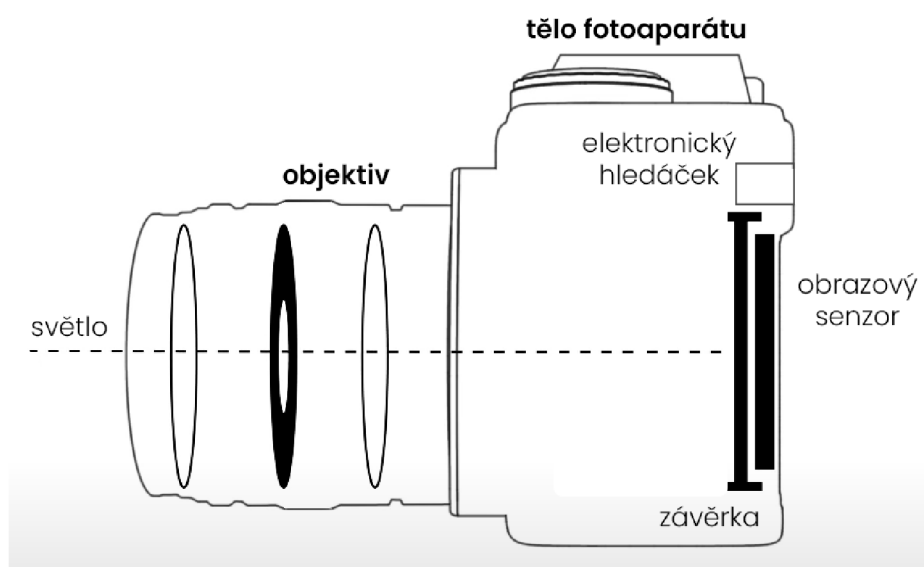 tělo fotoaparátu
elektronický
hledáček
objektiv
obrazový
senzor
světlo
závěrka